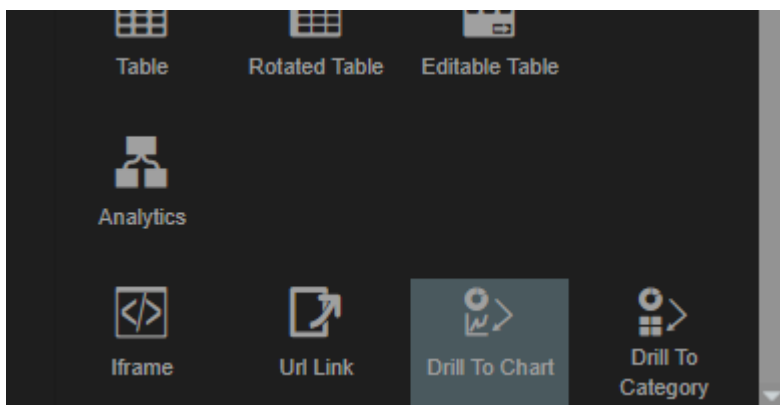 Table Rotated Table Editable Table
Analytics
Iframe Url Link Drill To Chart Drill To
Category